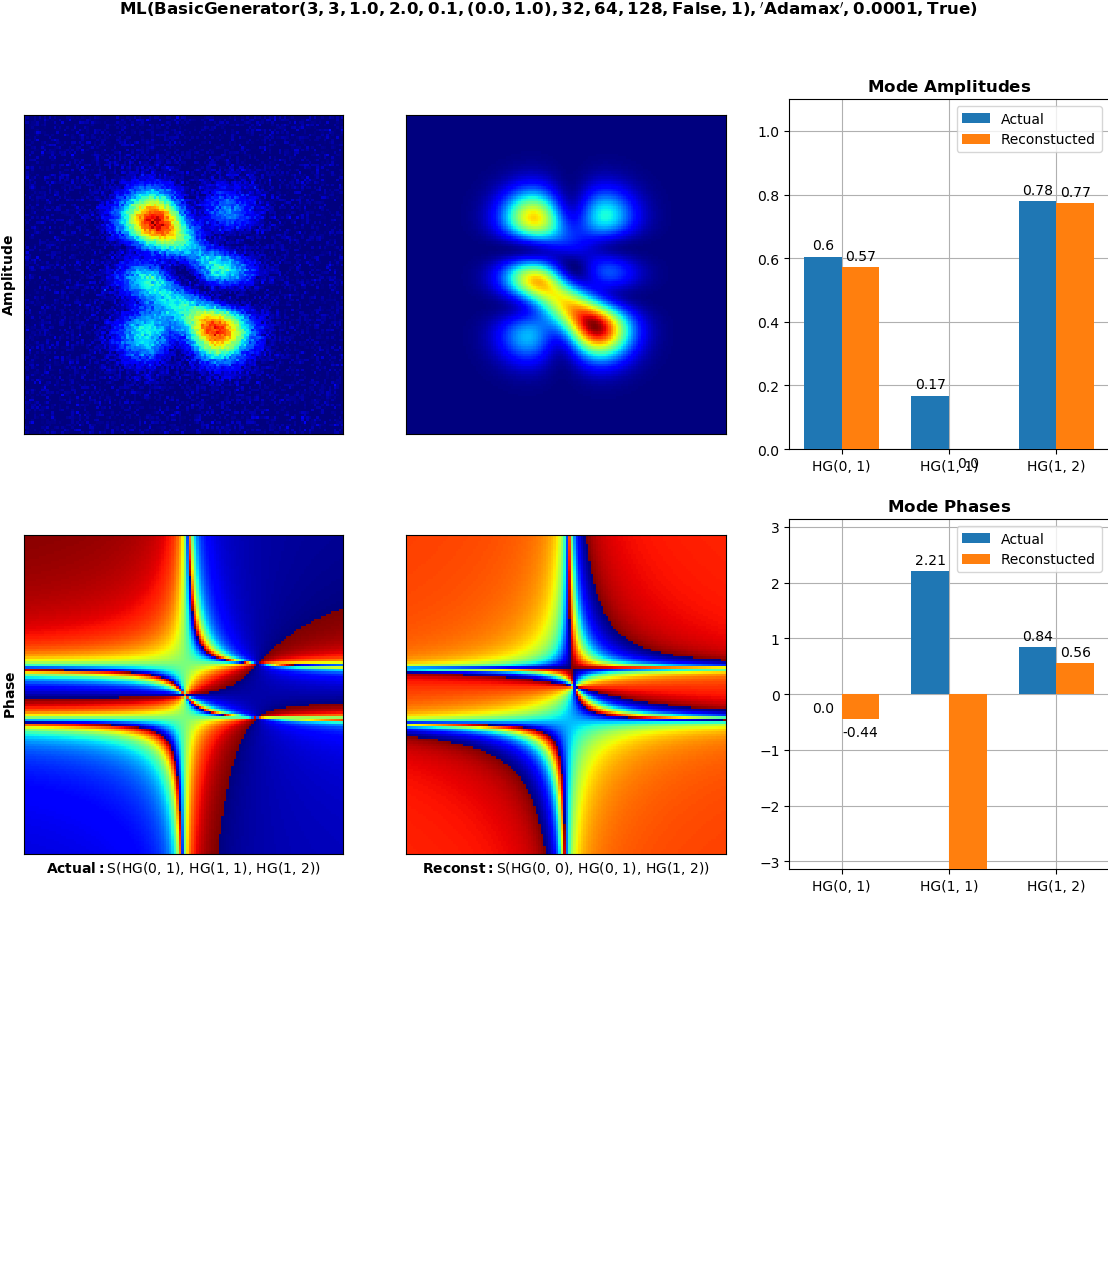 ML(BasicGenerator(3, 3, 1.0, 2.0, 0.1, (0.0, 1.0), 32, 64, 128, False, 1), 'Adamax', 0.0001, True)
Amplitude
Mode Amplitudes
Actual
Reconstucted
1.0
0.8
0.6
0.4
0.2
0.0
0.6
0.57
0.17
0.0
0.78
0.77
HG(0, 1)
HG(1, 1)
HG(1, 2)
Phase
Actual: S(HG(0, 1), HG(1, 1), HG(1, 2))
Reconst: S(HG(0, 0), HG(0, 1), HG(1, 2))
Mode Phases
Actual
Reconstucted
3
2
1
0
−1
−2
−3
0.0
-0.44
2.21
0.84
0.56
HG(0, 1)
HG(1, 1)
HG(1, 2)